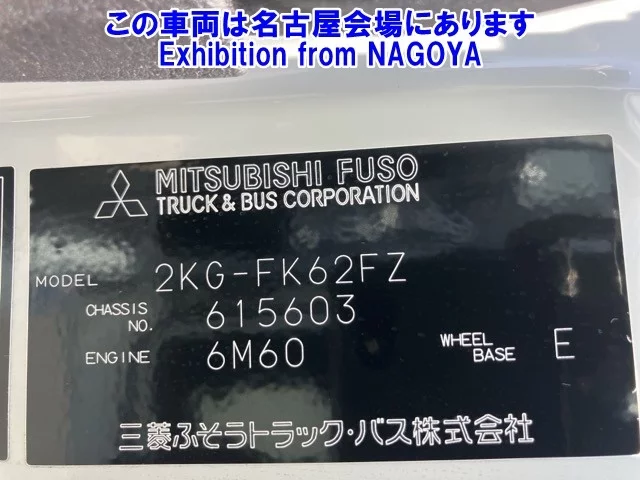 この車両は名古屋会場にあります
Exhibition from NAGOYA
MITSUBISHI FUSO
TRUCK & BUS CORPORATION
MODEL 2KG-FK62FZ
CHASSIS NO. 615603
ENGINE 6M60 WHEEL BASE E
三菱ふそうトラック・バス株式会社